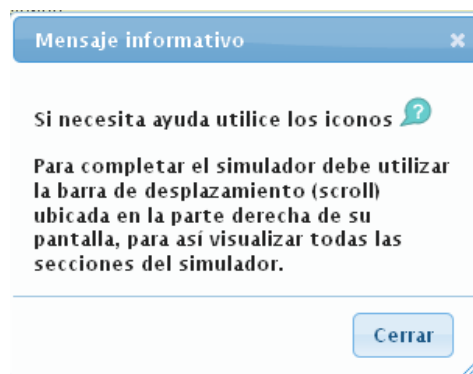 Mensaje informativo
Si necesita ayuda utilice los iconos ?
Para completar el simulador debe utilizar
la barra de desplazamiento (scroll)
ubicada en la parte derecha de su
pantalla, para así visualizar todas las
secciones del simulador.
Cerrar